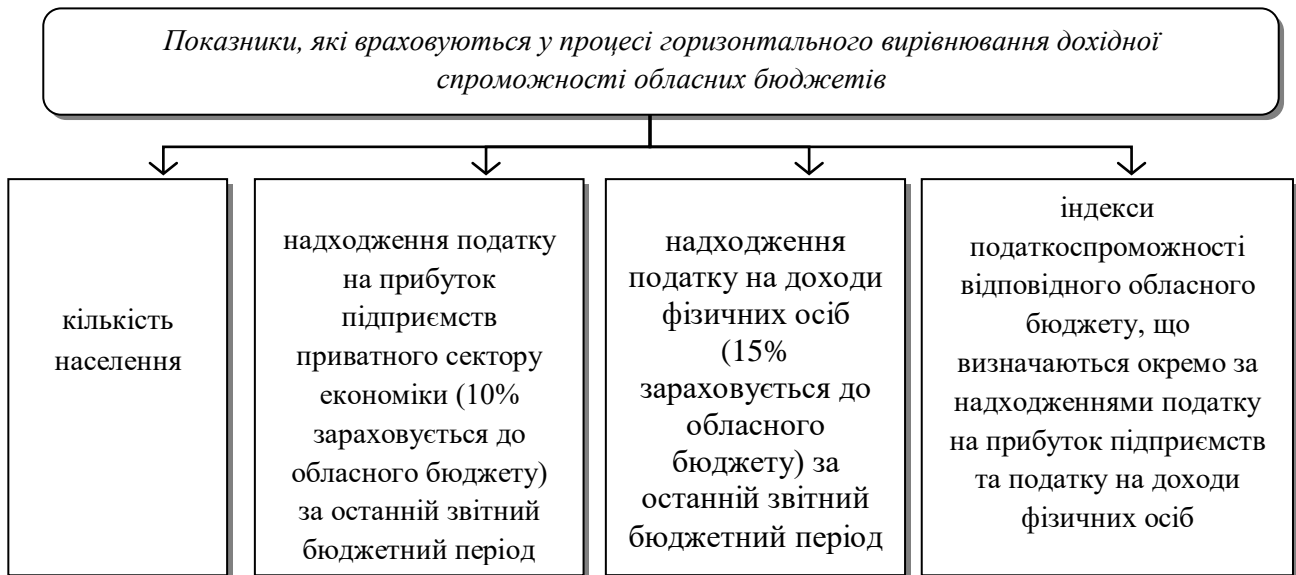 Показники, які враховуються у процесі горизонтального вирівнювання дохідної
спроможності обласних бюджетів
кількість
населення
надходження податку
на прибуток
підприємств
приватного сектору
економіки (10%
зараховується до
обласного бюджету)
за останній звітний
бюджетний період
надходження
податку на доходи
фізичних осіб
(15%
зараховується до
обласного
бюджету) за
останній звітний
бюджетний період
індекси
податкоспроможності
відповідного обласного
бюджету, що
визначаються окремо за
надходженнями податку
на прибуток підприємств
та податку на доходи
фізичних осіб